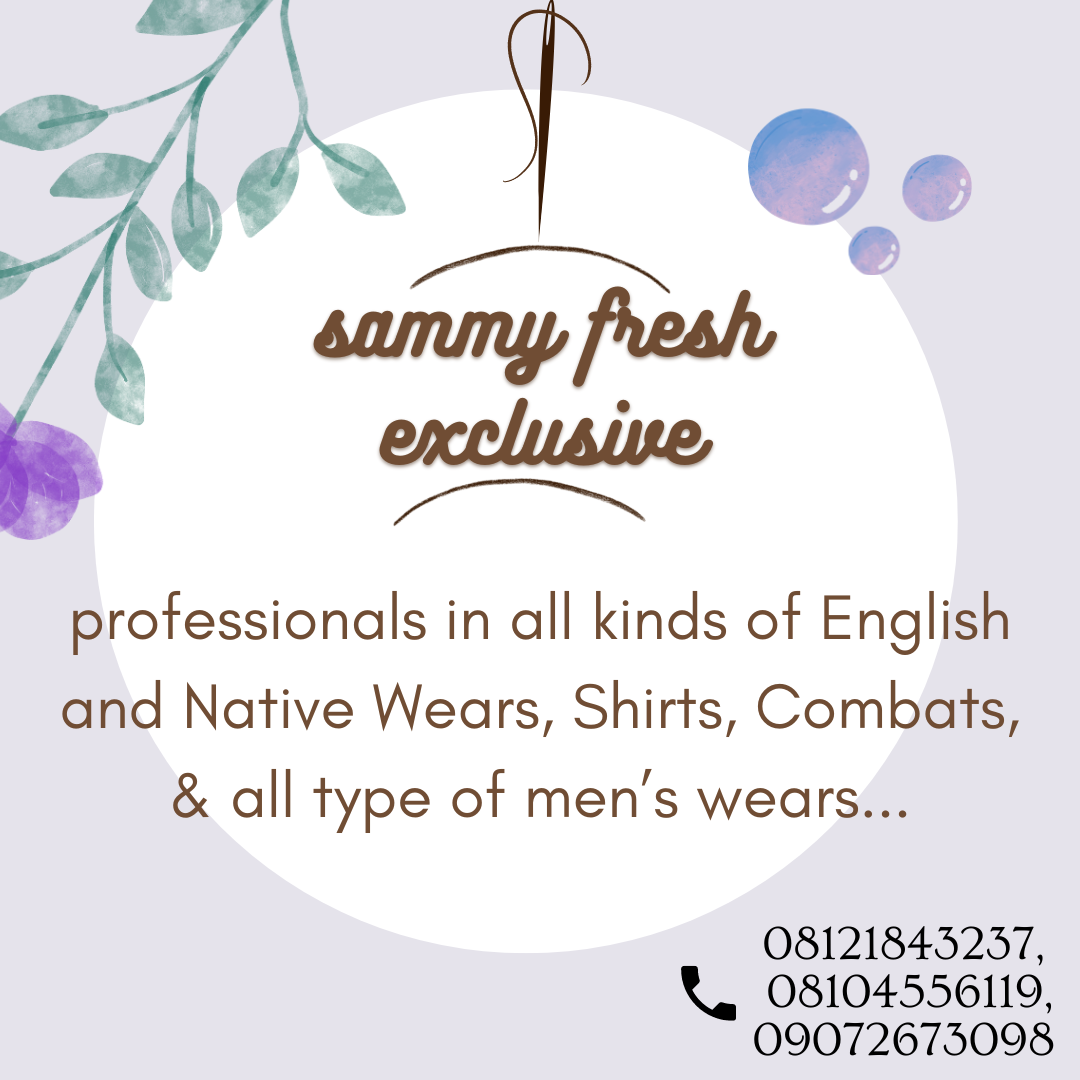 sammy fresh
exclusive
professionals in all kinds of English
and Native Wears, Shirts, Combats,
& all type of men’s wears...
08121843237,
08104556119,
09072673098